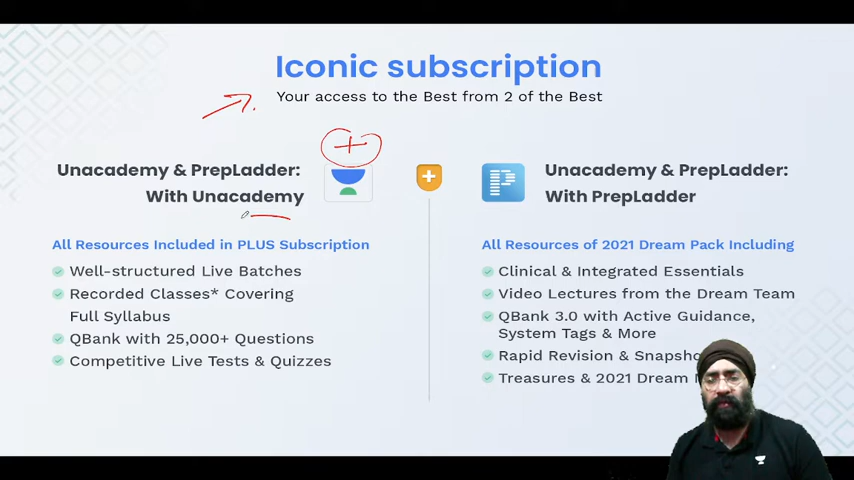 Iconic subscription
Your access to the Best from 2 of the Best
+
Unacademy & PrepLadder:
With Unacademy
All Resources Included in PLUS Subscription
Well-structured Live Batches
Recorded Classes* Covering
Full Syllabus
QBank with 25,000+ Questions
Competitive Live Tests & Quizzes
Unacademy & PrepLadder:
With PrepLadder
All Resources of 2021 Dream Pack Including
Clinical & Integrated Essentials
Video Lectures from the Dream Team
QBank 3.0 with Active Guidance,
System Tags & More
Rapid Revision &
Treasures & 2021 Dream